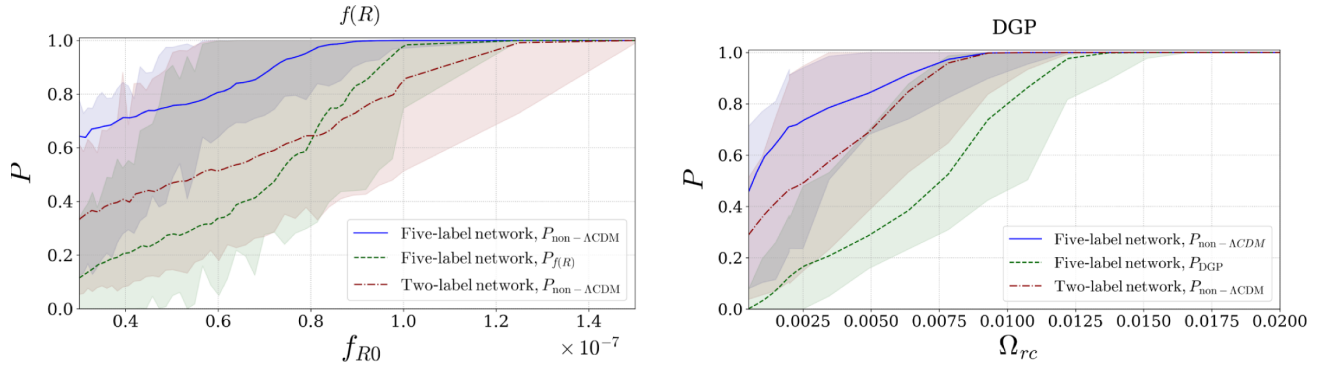 f(R)
P
1.0
0.8
0.6
0.4
0.2
0.0
Five-label network, P_non−ΛCDM
Five-label network, P_f(R)
Two-label network, P_non−ΛCDM
0.4 0.6 0.8 1.0 1.2 1.4
f_R0
×10⁻⁷
DGP
P
1.0
0.8
0.6
0.4
0.2
0.0
Five-label network, P_non−ΛCDM
Five-label network, P_DGP
Two-label network, P_non−ΛCDM
0.0025 0.0050 0.0075 0.0100 0.0125 0.0150 0.0175 0.0200
Ω_rc